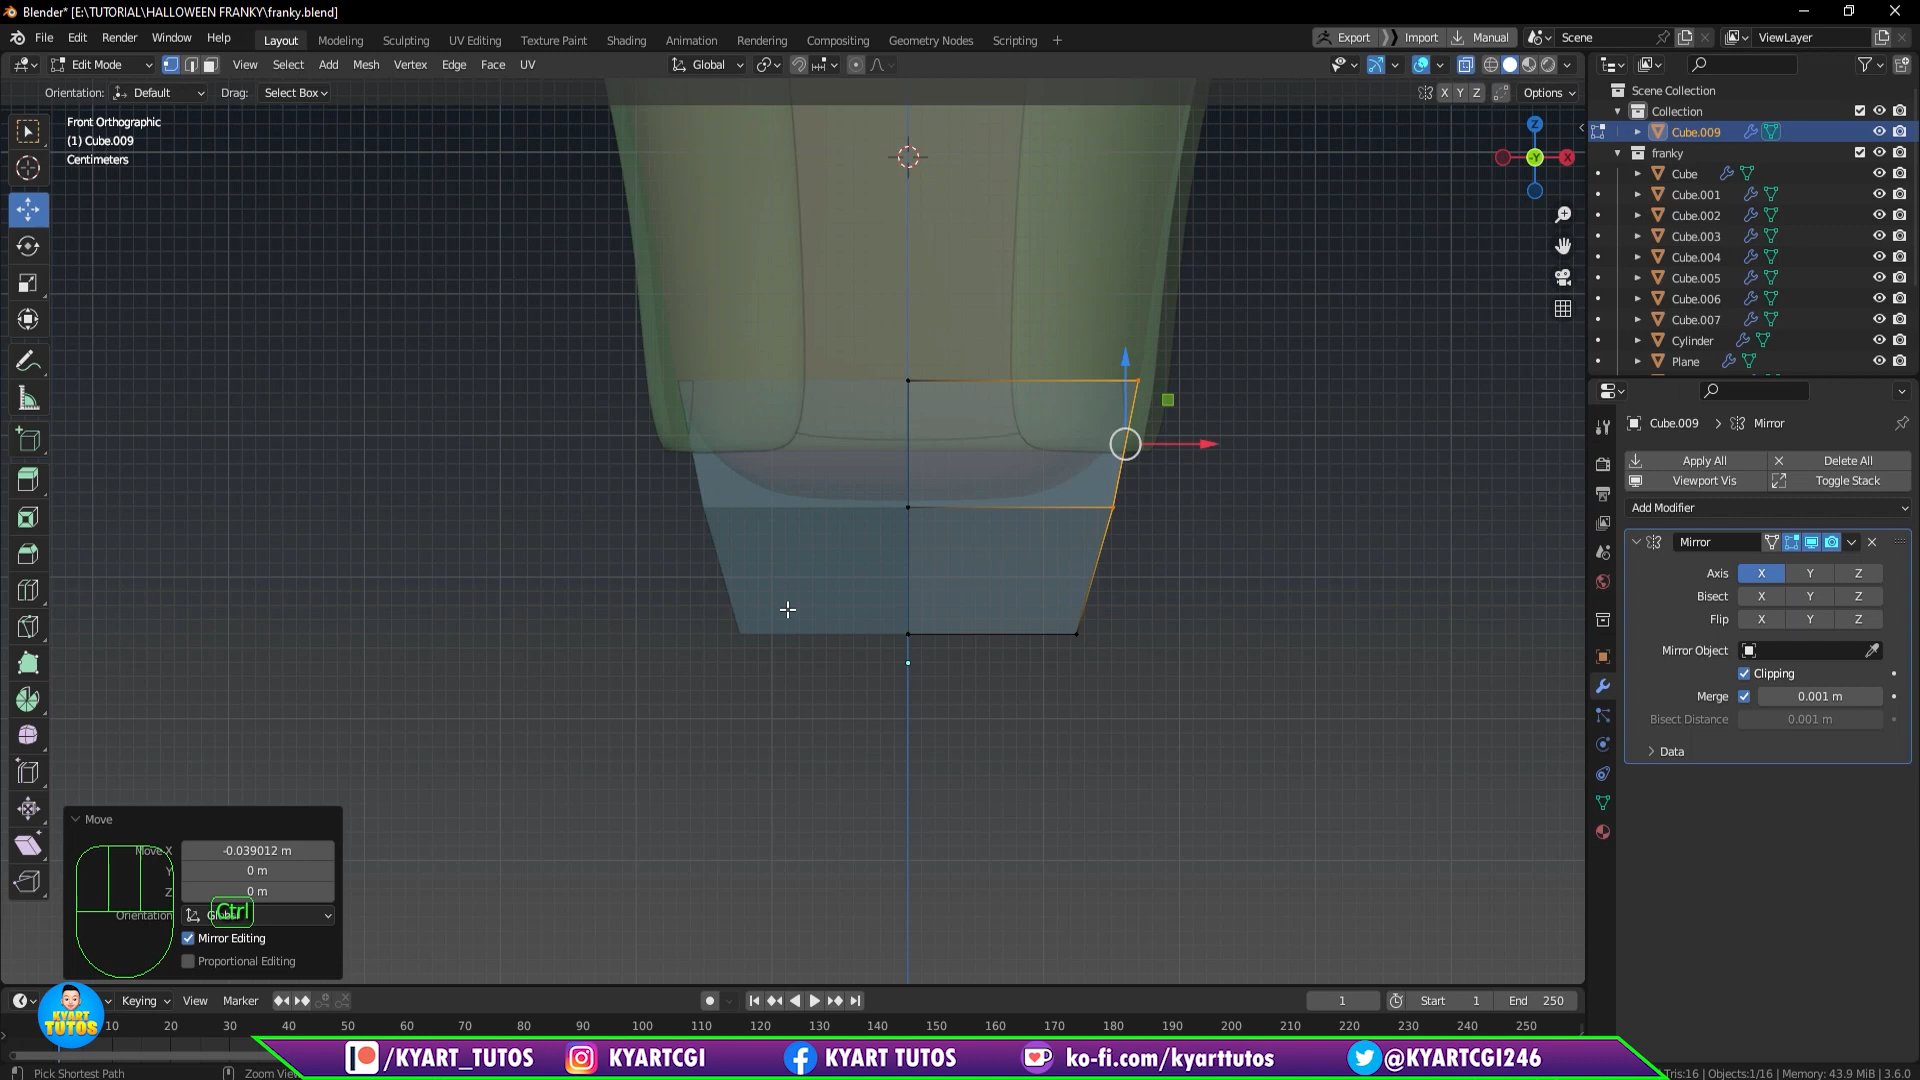 Blender* [E:\TUTORIAL\HALLOWEEN FRANKY\franky.blend]
File Edit Render Window Help Layout Modeling Sculpting UV Editing Texture Paint Shading Animation Rendering Compositing Geometry Nodes Scripting + Export Import Manual Scene ViewLayer
Edit Mode View Select Add Mesh Vertex Edge Face UV Global
Orientation: Default Drag: Select Box X Y Z Options
Front Orthographic
(1) Cube.009
Centimeters
Z
Y
X
Scene Collection
Collection
Cube.009
franky
Cube
Cube.001
Cube.002
Cube.003
Cube.004
Cube.005
Cube.006
Cube.007
Cylinder
Plane
Cube.009 > Mirror
Apply All Delete All
Viewport Vis Toggle Stack
Add Modifier
Mirror
Axis X Y Z
Bisect X Y Z
Flip X Y Z
Mirror Object
Clipping
Merge 0.001 m
Bisect Distance 0.001 m
Data
Move
Move X -0.039012 m
Y 0 m
Z 0 m
Orientation
Ctrl
Mirror Editing
Proportional Editing
Keying View Marker 1 Start 1 End 250
KYART TUTOS
10 20 30 40 50 60 70 80 90 100 110 120 130 140 150 160 170 180 190 200 210 220 230 240 250
/KYART_TUTOS KYARTCGI KYART TUTOS ko-fi.com/kyarttutos @KYARTCGI246
Pick Shortest Path Zoom Vie
Tris:16 | Objects:1/16 | Memory: 43.9 MiB | 3.6.0